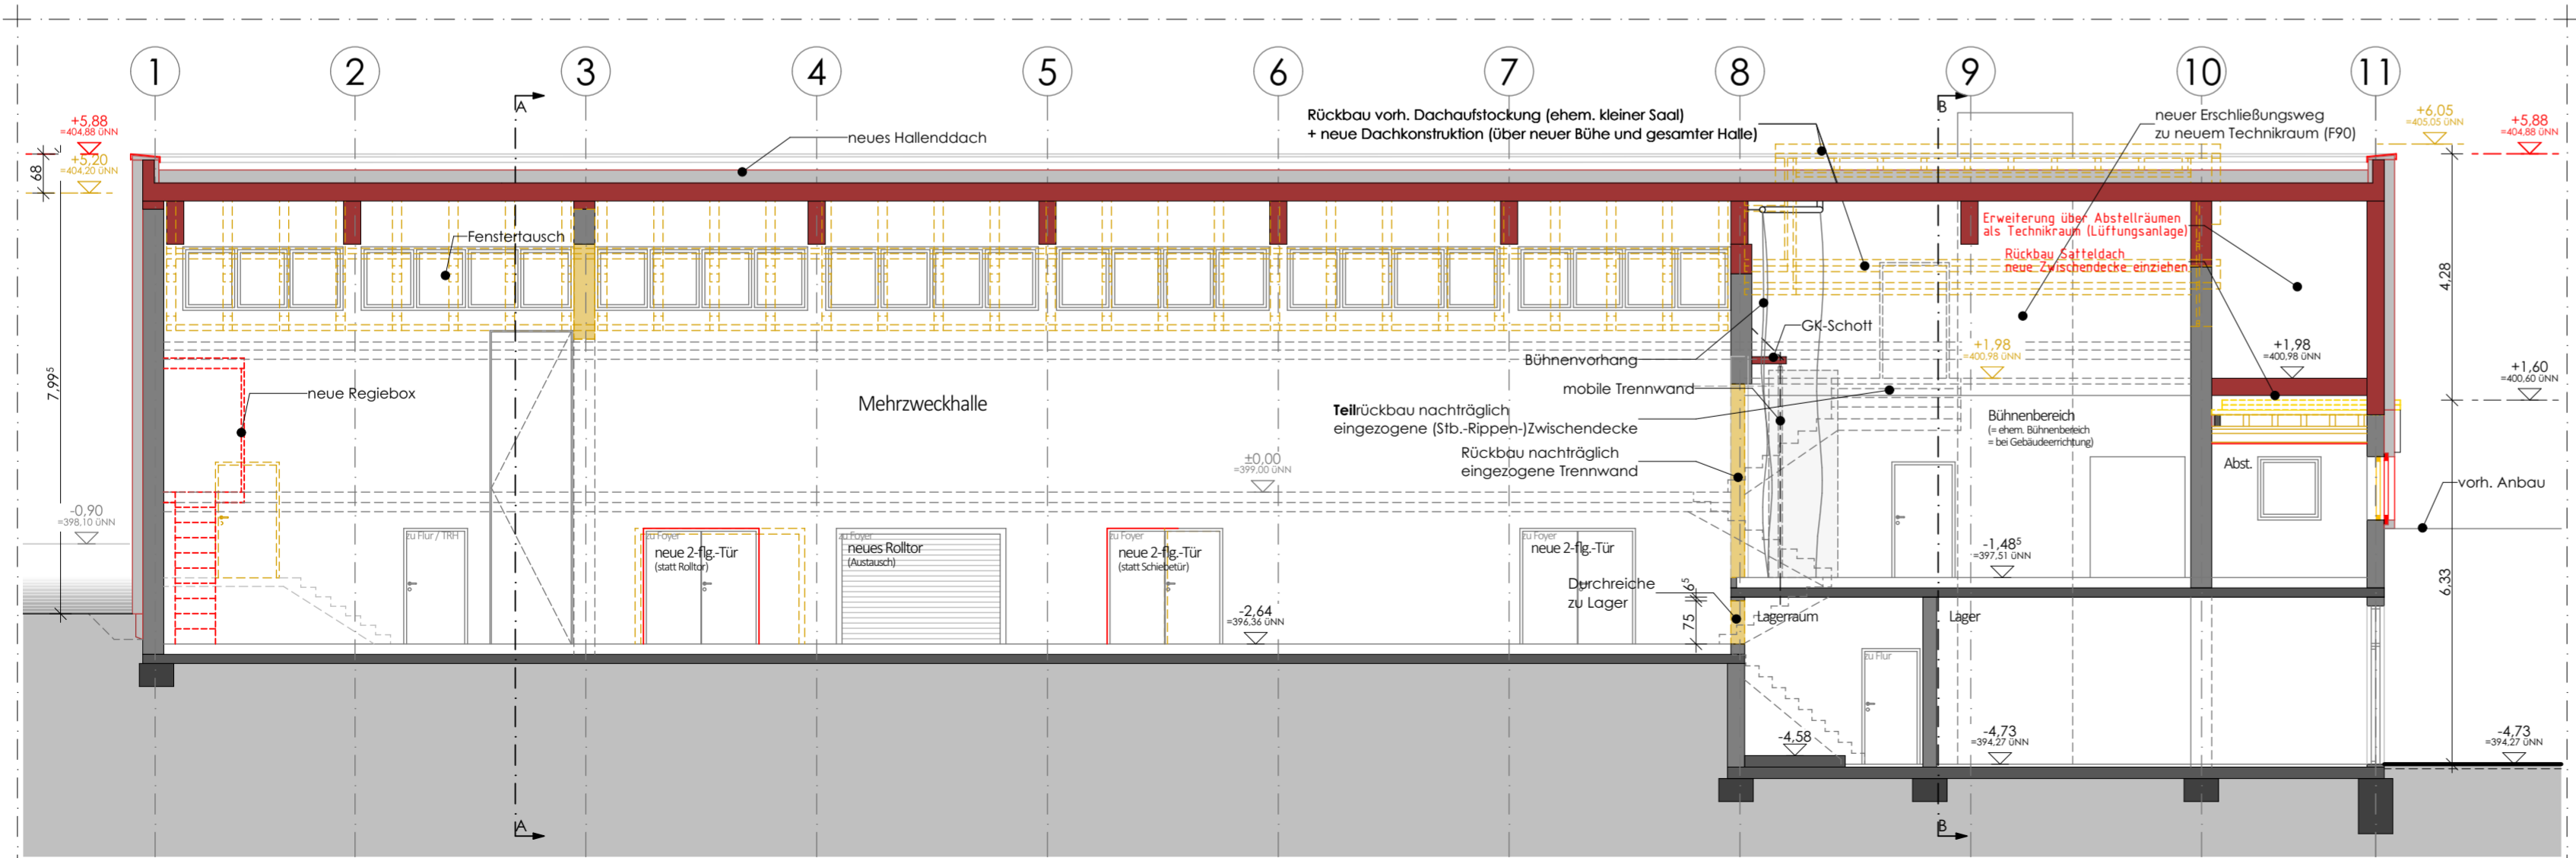 1 2 3 4 5 6 7 8 9 10 11
A
B
+5,88
=404,88 üNN
+5,20
=404,20 üNN
68
neues Hallenddach
Rückbau vorh. Dachaufstockung (ehem. kleiner Saal)
+ neue Dachkonstruktion (über neuer Bühe und gesamter Halle)
neuer Erschließungsweg
zu neuem Technikraum (F90)
+6,05
=405,05 üNN
+5,88
=404,88 üNN
Fenstertausch
Erweiterung über Abstellräumen
als Technikraum (Lüftungsanlage)
Rückbau Satteldach
neue Zwischendecke einziehen
4,28
GK-Schott
Bühnenvorhang
+1,98
=400,98 üNN
+1,98
=400,98 üNN
+1,60
=400,60 üNN
7,99⁵
neue Regiebox
Mehrzweckhalle
mobile Trennwand
Teilrückbau nachträglich
eingezogene (Stb.-Rippen-)Zwischendecke
Bühnenbereich
(= ehem. Bühnenbereich
= bei Gebäudeerrichtung)
Rückbau nachträglich
eingezogene Trennwand
±0,00
=399,00 üNN
Abst.
vorh. Anbau
-0,90
=398,10 üNN
zu Flur / TRH
zu Foyer
neue 2-flg.-Tür
(statt Rolltor)
zu Foyer
neues Rolltor
(Austausch)
zu Foyer
neue 2-flg.-Tür
(statt Schiebetür)
zu Foyer
neue 2-flg.-Tür
-1,48⁵
=397,51 üNN
Durchreiche
zu Lager
6⁵
75
6,33
-2,64
=396,36 üNN
Lagerraum
Lager
zu Flur
-4,58
-4,73
=394,27 üNN
-4,73
=394,27 üNN
A
B